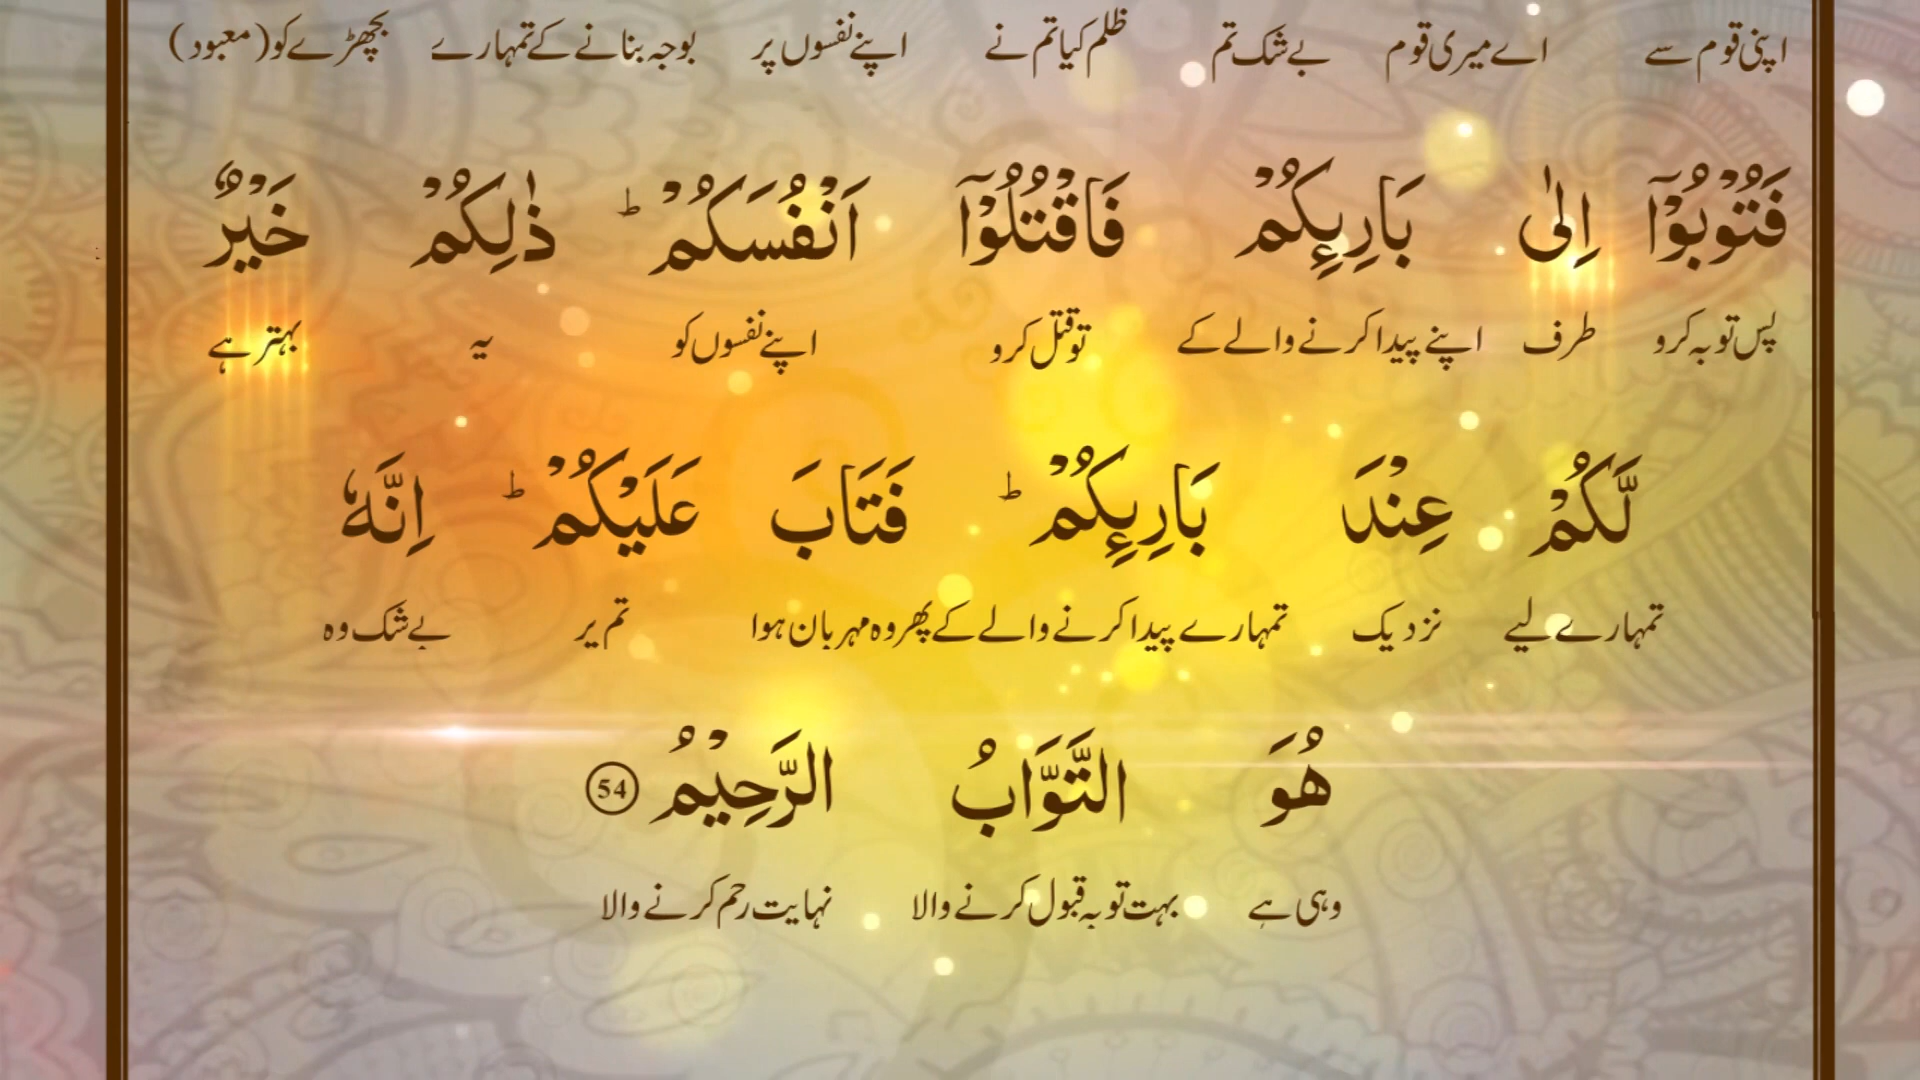 اپنی قوم سے اے میری قوم بے شک تم ظلم کیا تم نے اپنے نفسوں پر بوجہ بنانے کے تمہارے بچھڑے کو (معبود)
فَتُوْبُوْۤا اِلٰی بَارِىِٕكُمْ فَاقْتُلُوْۤا اَنْفُسَكُمْ ؕ ذٰلِكُمْ خَیْرٌ
پس توبہ کرو طرف اپنے پیدا کرنے والے کے تو قتل کرو اپنے نفسوں کو یہ بہتر ہے
لَّكُمْ عِنْدَ بَارِىِٕكُمْ ؕ فَتَابَ عَلَیْكُمْ ؕ اِنَّهٗ
تمہارے لیے نزدیک تمہارے پیدا کرنے والے کے پھر وہ مہربان ہوا تم پر بے شک وہ
هُوَ التَّوَّابُ الرَّحِیْمُ 54
وہی ہے بہت توبہ قبول کرنے والا نہایت رحم کرنے والا